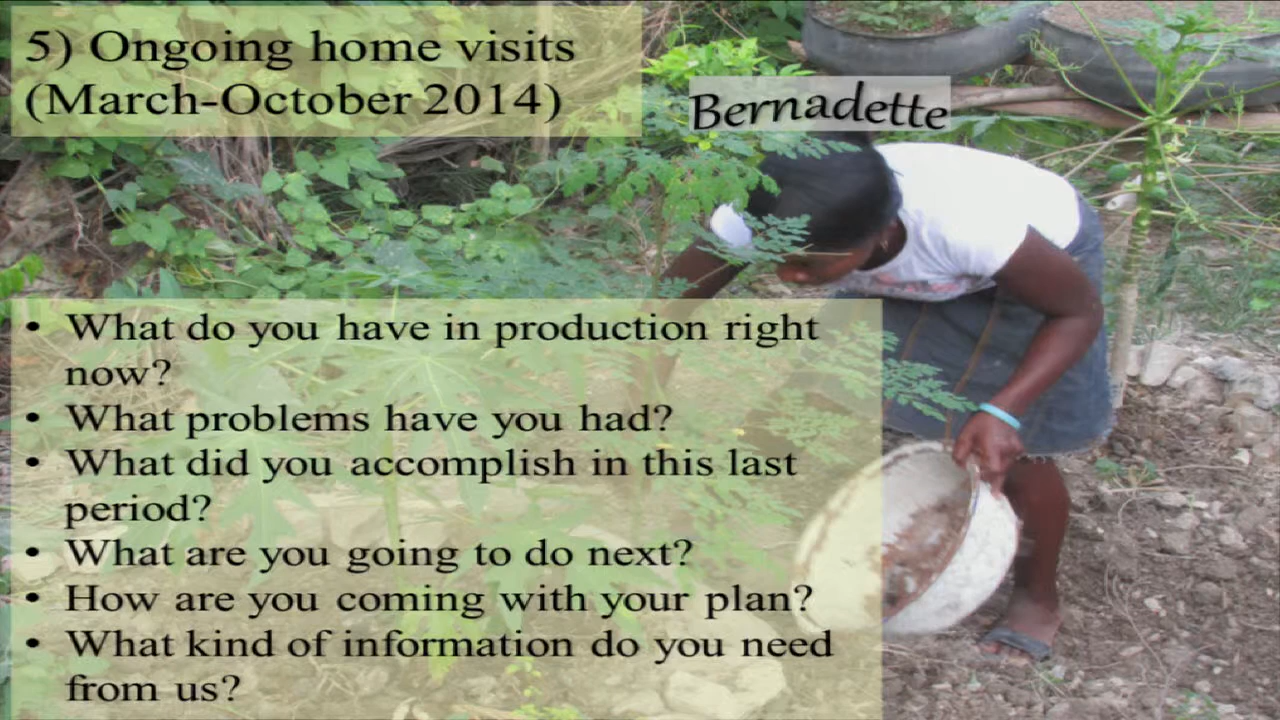 5) Ongoing home visits
(March-October 2014)
Bernadette
• What do you have in production right
now?
• What problems have you had?
• What did you accomplish in this last
period?
• What are you going to do next?
• How are you coming with your plan?
• What kind of information do you need
from us?